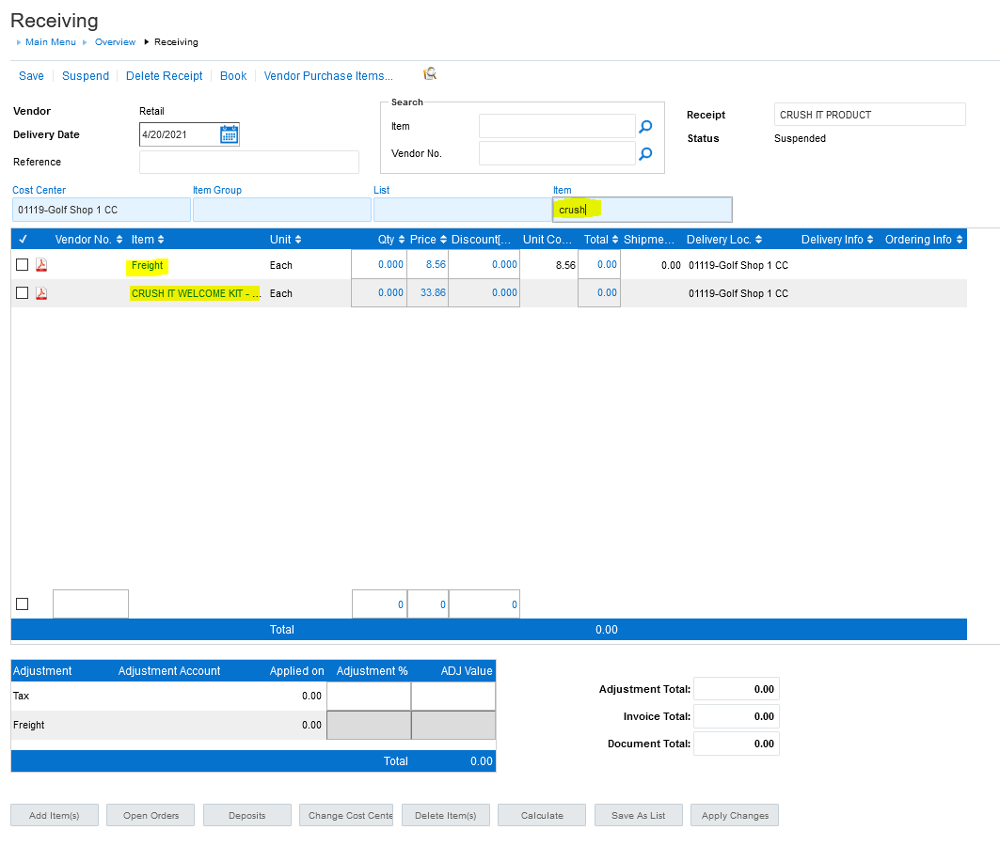 Receiving
Main Menu Overview Receiving
Save Suspend Delete Receipt Book Vendor Purchase Items...
Vendor Retail
Delivery Date 4/20/2021
Reference
Search
Item
Vendor No.
Receipt CRUSH IT PRODUCT
Status Suspended
Cost Center Item Group List Item
01119-Golf Shop 1 CC crush
Vendor No. Item Unit Qty Price Discount[... Unit Co... Total Shipme... Delivery Loc. Delivery Info Ordering Info
Freight Each 0.000 8.56 0.000 8.56 0.00 0.00 01119-Golf Shop 1 CC
CRUSH IT WELCOME KIT - ... Each 0.000 33.86 0.000 0.00 01119-Golf Shop 1 CC
0 0 0
Total 0.00
Adjustment Adjustment Account Applied on Adjustment % ADJ Value
Tax 0.00
Freight 0.00
Total 0.00
Adjustment Total: 0.00
Invoice Total: 0.00
Document Total: 0.00
Add Item(s) Open Orders Deposits Change Cost Cente Delete Item(s) Calculate Save As List Apply Changes